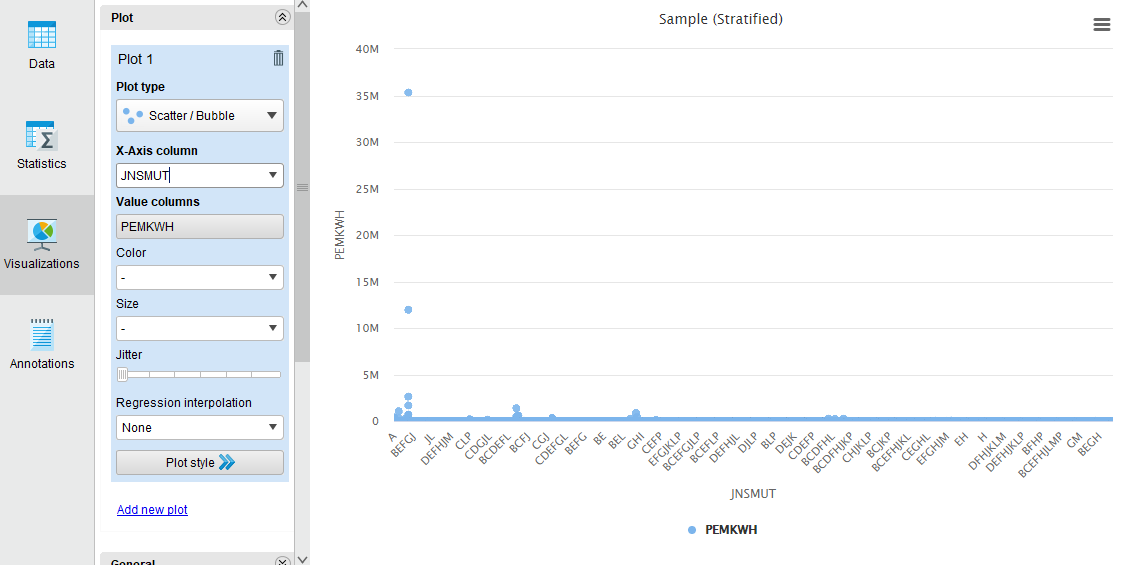 Data
Statistics
Visualizations
Annotations
Plot
Plot 1
Plot type
Scatter / Bubble
X-Axis column
JNSMUT
Value columns
PEMKWH
Color
-
Size
-
Jitter
Regression interpolation
None
Plot style
Add new plot
General
Sample (Stratified)
PEMKWH
40M
35M
30M
25M
20M
15M
10M
5M
0
A
BEFGJ
JL
DEFHJM
CLP
CDGJL
BCDEFL
BCFJ
CGJ
CDEFGL
BEFG
BE
BEL
GHI
CEFP
EFGJKLP
BCEFGJLP
BCEFLP
DEFHJL
DJLP
BLP
DEJK
CDEFP
BCDFHL
BCDFHJKP
CHJKLP
BCJKP
BCEFHJKL
CEGHL
EFGHJM
EH
H
DFHJKLM
DEFHJKLP
BFHP
BCEFHJLMP
GM
BEGH
JNSMUT
PEMKWH